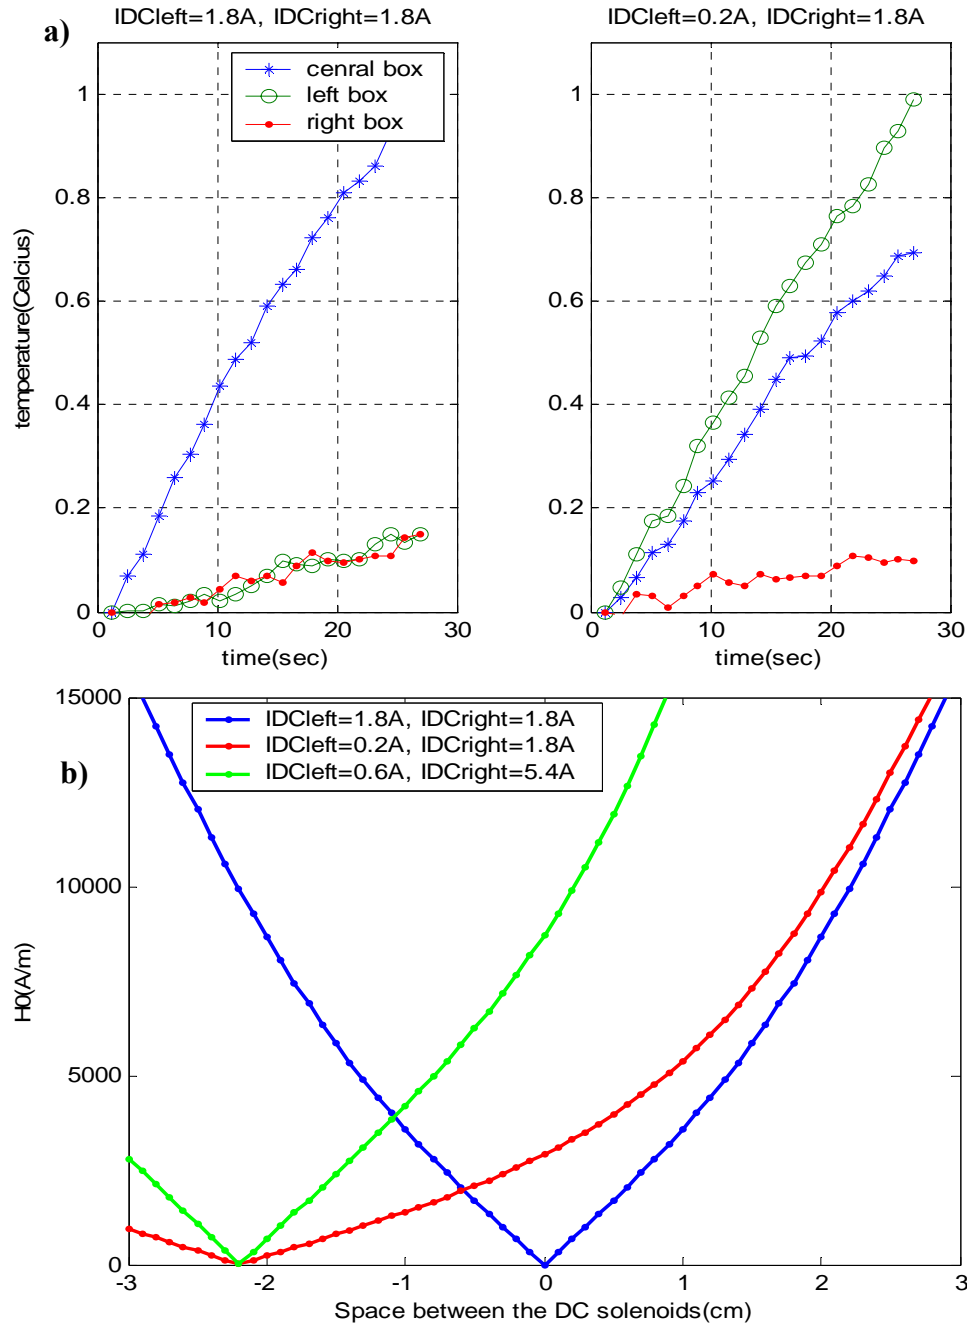 IDCleft=1.8A, IDCright=1.8A
IDCleft=0.2A, IDCright=1.8A
a)
cenral box
left box
right box
temperature(Celcius)
1
0.8
0.6
0.4
0.2
0
0 10 20 30
time(sec)
1
0.8
0.6
0.4
0.2
0
0 10 20 30
time(sec)
b)
IDCleft=1.8A, IDCright=1.8A
IDCleft=0.2A, IDCright=1.8A
IDCleft=0.6A, IDCright=5.4A
H0(A/m)
15000
10000
5000
0
-3 -2 -1 0 1 2 3
Space between the DC solenoids(cm)